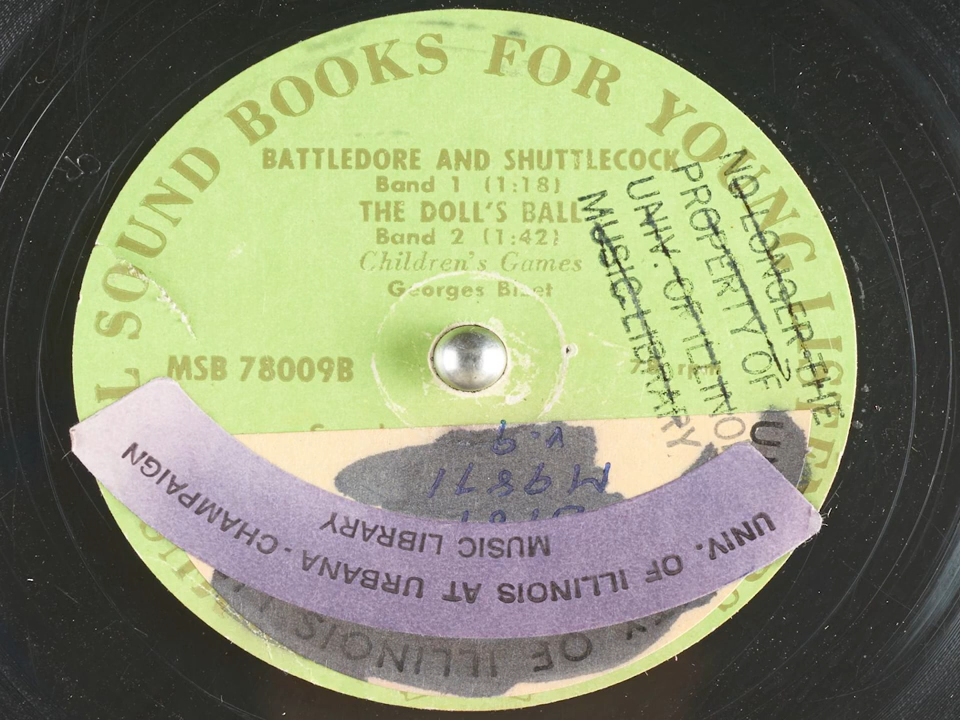 SOUND BOOKS FOR YOUNG
BATTLEDORE AND SHUTTLECOCK
Band 1 (1:18)
THE DOLL'S BALL
Band 2 (1:42)
Children's Games
Georges Bizet
MSB 78009B
78 rpm
NO LONGER THE
PROPERTY OF
UNIV. OF ILLINOIS
MUSIC LIBRARY
v.9
M9871
UNIV. OF ILLINOIS AT URBANA-CHAMPAIGN
MUSIC LIBRARY
OF ILLINOIS